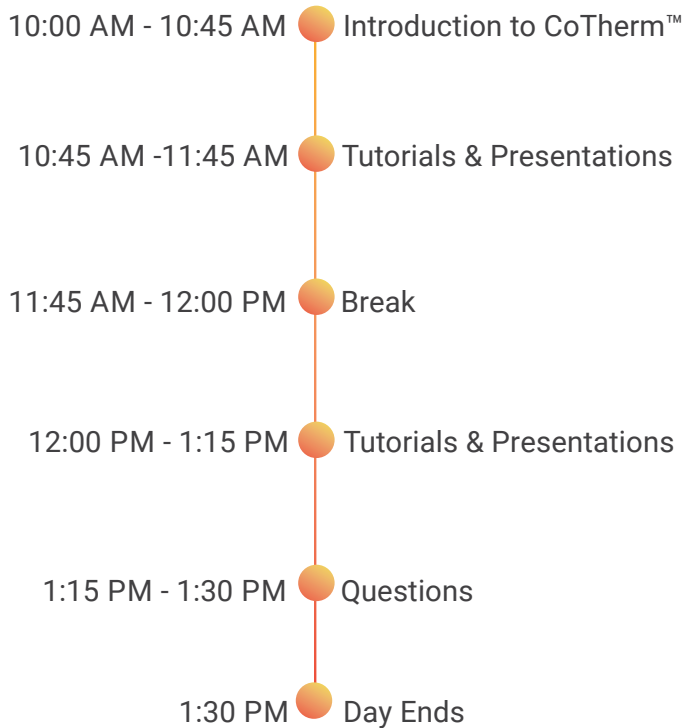 10:00 AM - 10:45 AM Introduction to CoTherm™
10:45 AM -11:45 AM Tutorials & Presentations
11:45 AM - 12:00 PM Break
12:00 PM - 1:15 PM Tutorials & Presentations
1:15 PM - 1:30 PM Questions
1:30 PM Day Ends